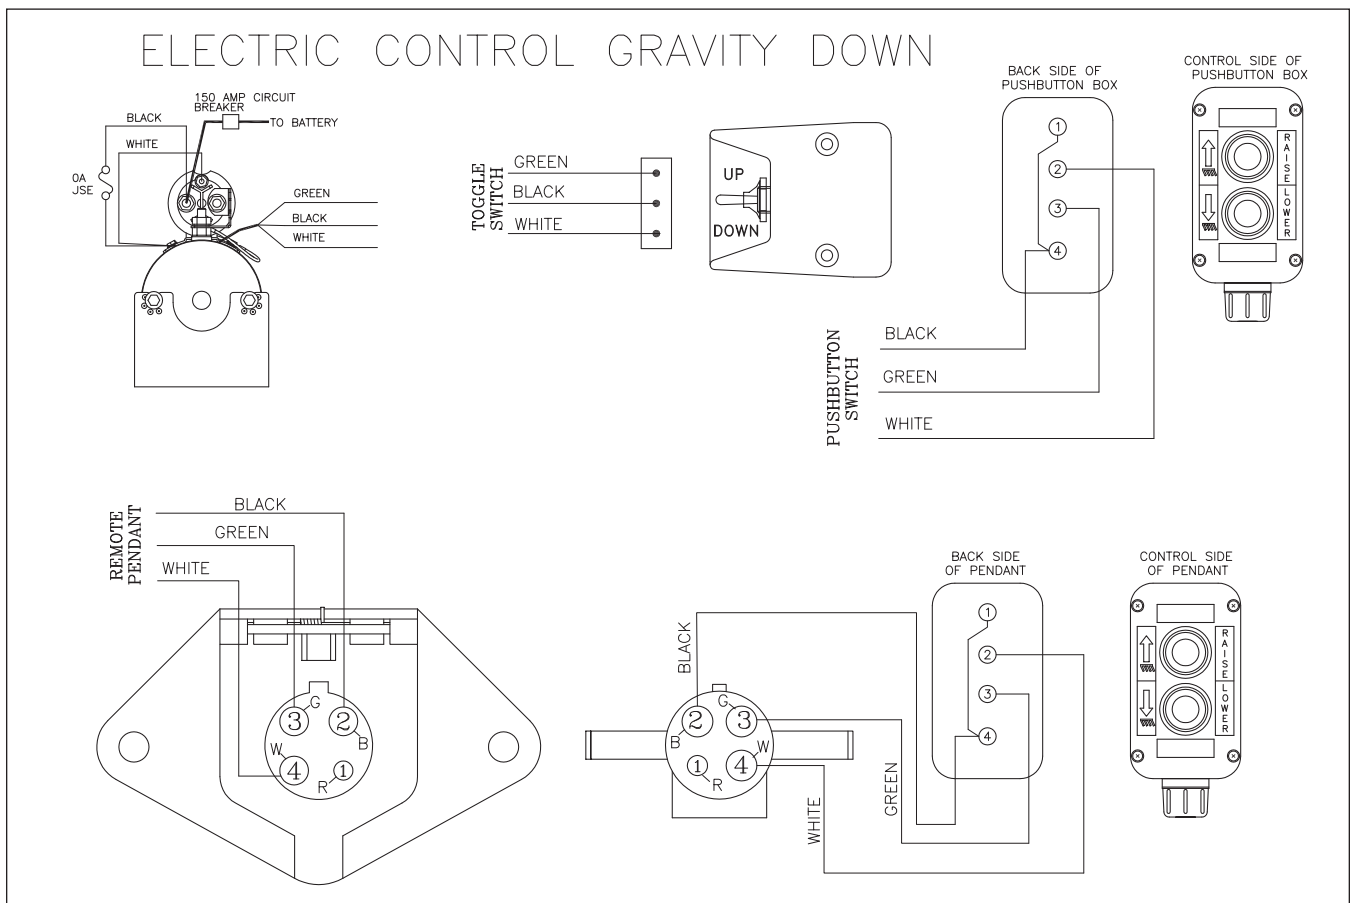 ELECTRIC CONTROL GRAVITY DOWN
150 AMP CIRCUIT
BREAKER
TO BATTERY
BLACK
WHITE
0A
JSE
GREEN
BLACK
WHITE
TOGGLE
SWITCH
GREEN
BLACK
WHITE
UP
DOWN
BACK SIDE OF
PUSHBUTTON BOX
1
2
3
4
CONTROL SIDE OF
PUSHBUTTON BOX
RAISE
LOWER
PUSHBUTTON
SWITCH
BLACK
GREEN
WHITE
REMOTE
PENDANT
BLACK
GREEN
WHITE
G
3
2
W
B
4
1
R
BLACK
G
2
3
B
W
1
4
R
WHITE
GREEN
BACK SIDE
OF PENDANT
1
2
3
4
CONTROL SIDE
OF PENDANT
RAISE
LOWER